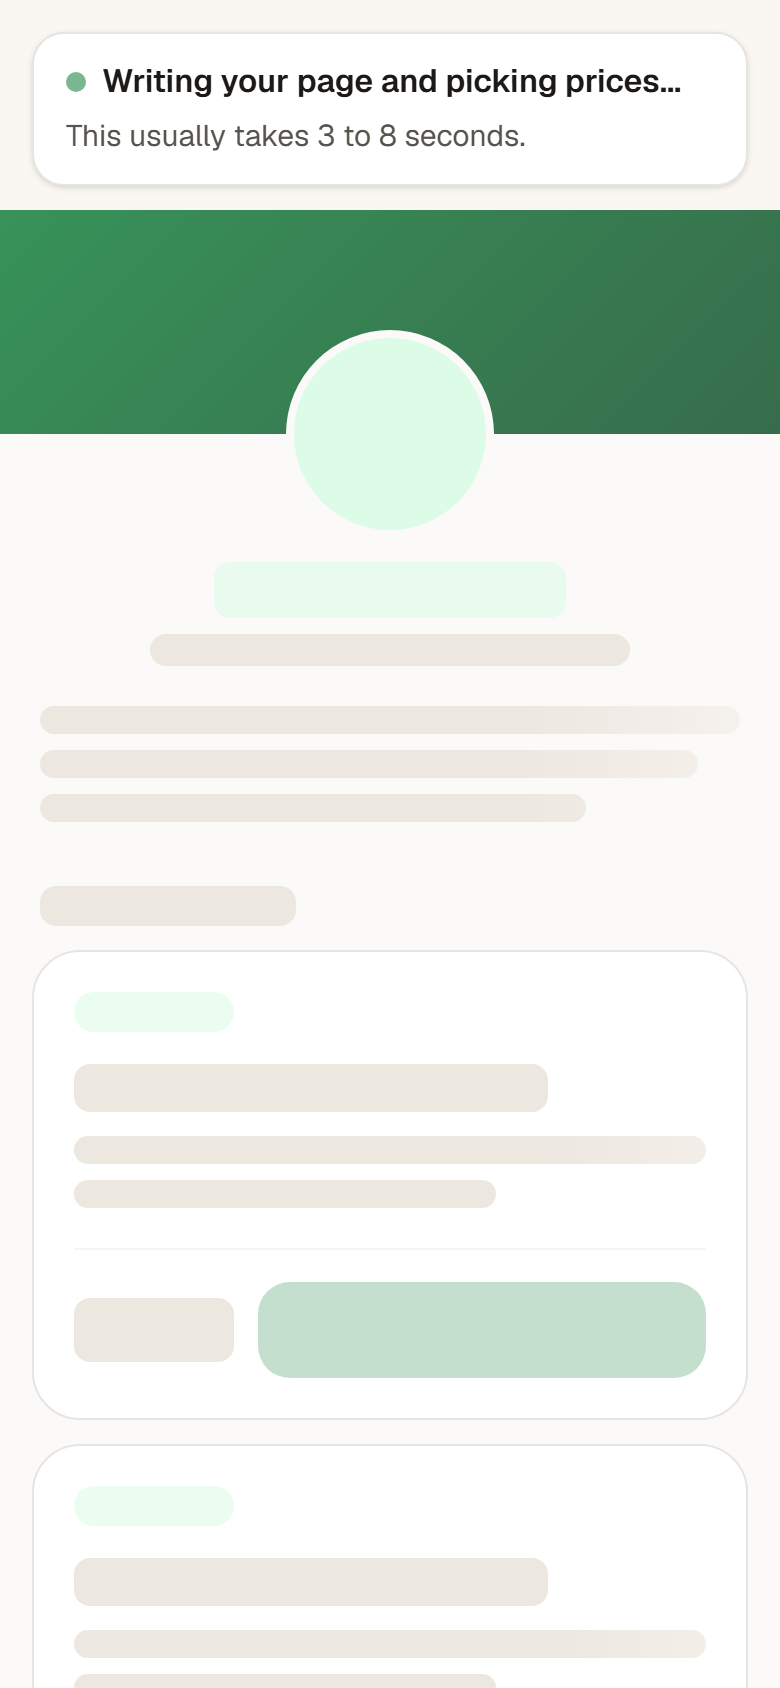 Writing your page and picking prices…
This usually takes 3 to 8 seconds.